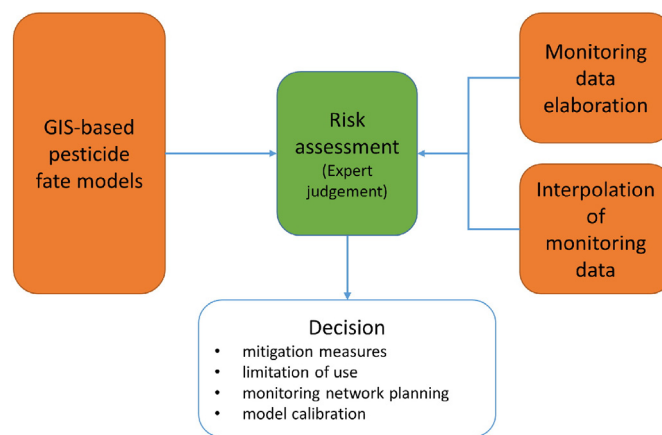 GIS-based
pesticide
fate models
Risk
assessment
(Expert
judgement)
Monitoring
data
elaboration
Interpolation
of
monitoring
data
Decision
• mitigation measures
• limitation of use
• monitoring network planning
• model calibration